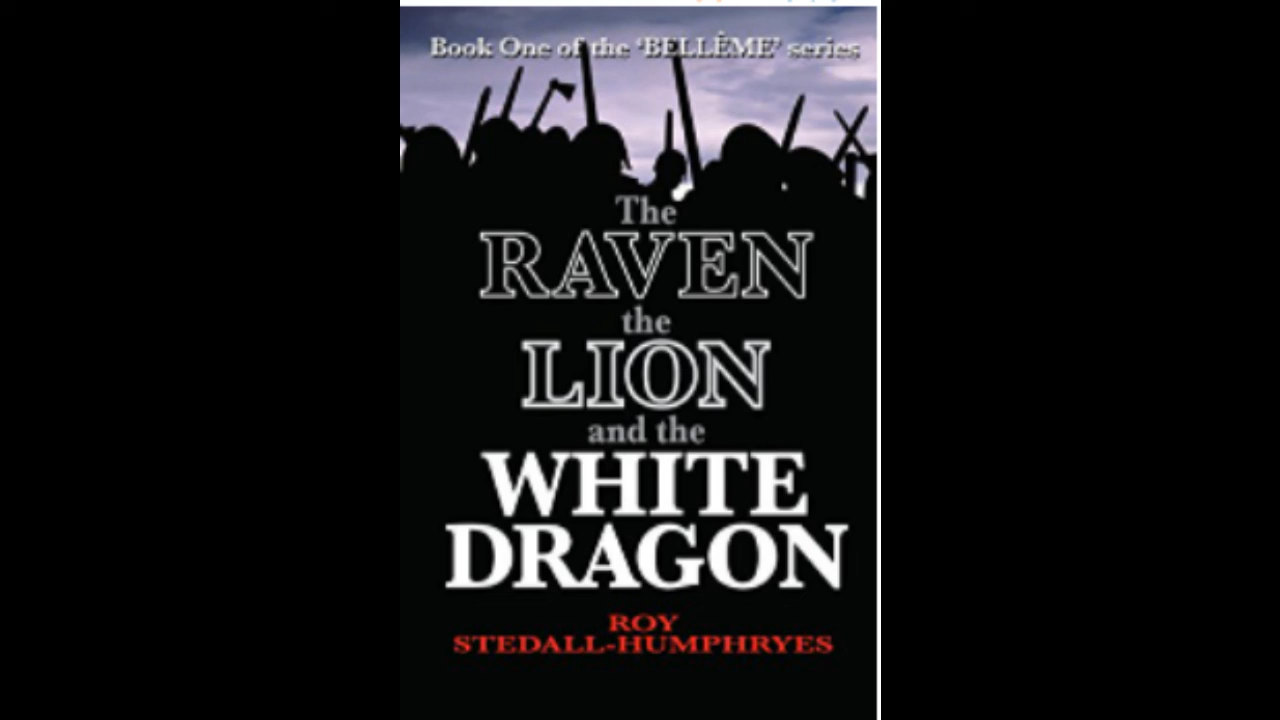 Book One of the ‘BELLÊME’ series
The
RAVEN
the
LION
and the
WHITE
DRAGON
ROY
STEDALL-HUMPHRYES